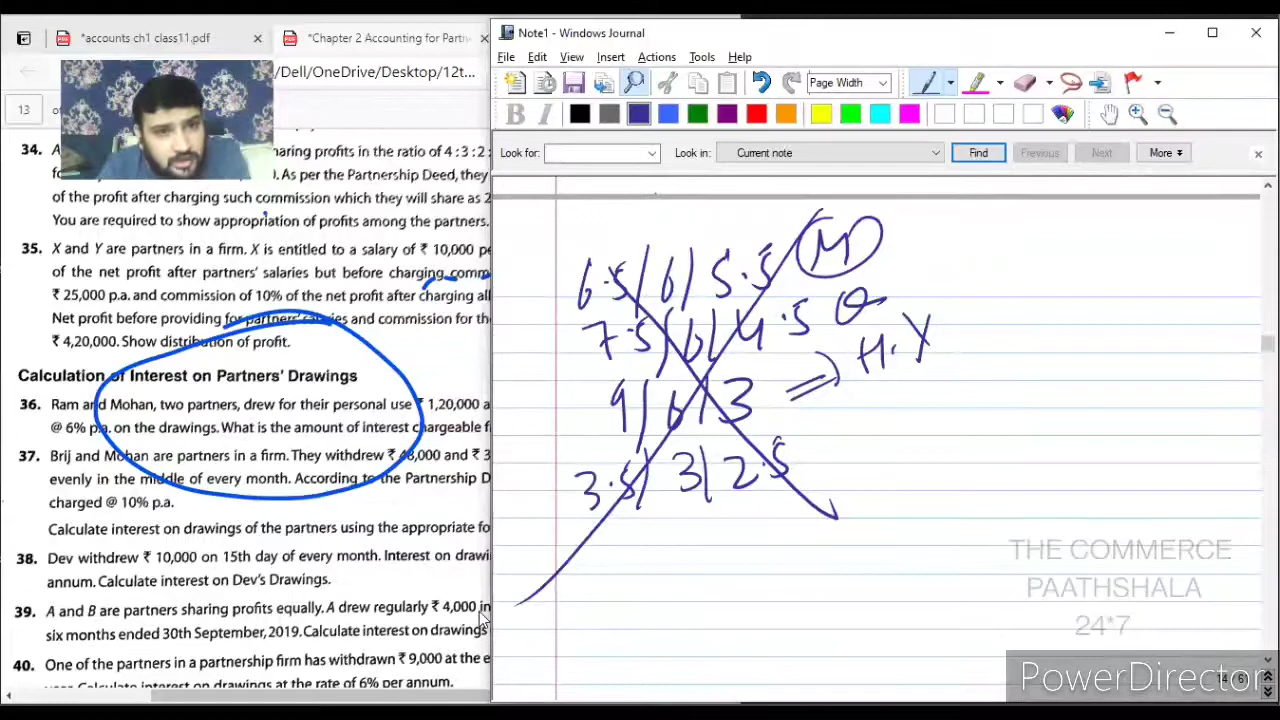 *accounts ch1 class11.pdf
*Chapter 2 Accounting for Partn
/Dell/OneDrive/Desktop/12t...
13
34.
haring profits in the ratio of 4 : 3 : 2 :
). As per the Partnership Deed, they
of the profit after charging such commission which they will share as 2
You are required to show appropriation of profits among the partners.
35. X and Y are partners in a firm. X is entitled to a salary of ₹ 10,000 pe
of the net profit after partners' salaries but before charging comm
₹ 25,000 p.a. and commission of 10% of the net profit after charging all
Net profit before providing for partners' salaries and commission for the
₹ 4,20,000. Show distribution of profit.
Calculation of Interest on Partners' Drawings
36. Ram and Mohan, two partners, drew for their personal use ₹ 1,20,000 a
@ 6% p.a. on the drawings. What is the amount of interest chargeable f
37. Brij and Mohan are partners in a firm. They withdrew ₹ 48,000 and ₹ 3
evenly in the middle of every month. According to the Partnership D
charged @ 10% p.a.
Calculate interest on drawings of the partners using the appropriate fo
38. Dev withdrew ₹ 10,000 on 15th day of every month. Interest on drawi
annum. Calculate interest on Dev's Drawings.
39. A and B are partners sharing profits equally. A drew regularly ₹ 4,000 in
six months ended 30th September, 2019. Calculate interest on drawings
40. One of the partners in a partnership firm has withdrawn ₹ 9,000 at the e
year. Calculate interest on drawings at the rate of 6% per annum.
Note1 - Windows Journal
File Edit View Insert Actions Tools Help
Page Width
B I
Look for: Look in: Current note Find Previous Next More
6.5 / 6 / 5.5 M
7.5 / 6 / 4.5 Q
9 / 6 / 3 ⇒ H.Y
3.5 / 3 / 2.5
THE COMMERCE
PAATHSHALA
24*7
PowerDirector